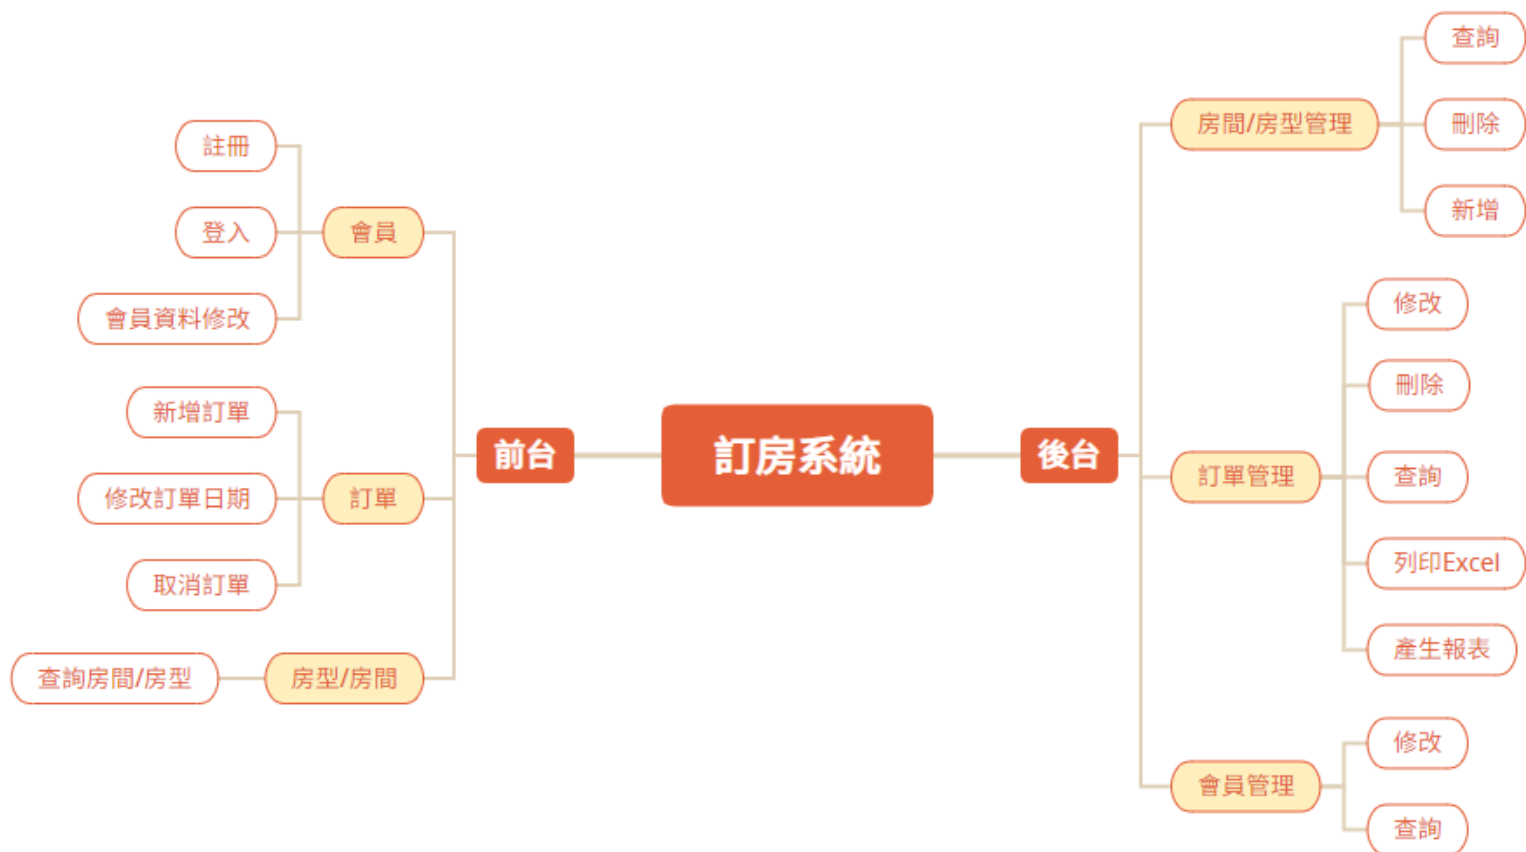 註冊
登入
會員資料修改
會員
新增訂單
修改訂單日期
取消訂單
訂單
查詢房間/房型
房型/房間
前台
訂房系統
後台
房間/房型管理
查詢
刪除
新增
訂單管理
修改
刪除
查詢
列印Excel
產生報表
會員管理
修改
查詢